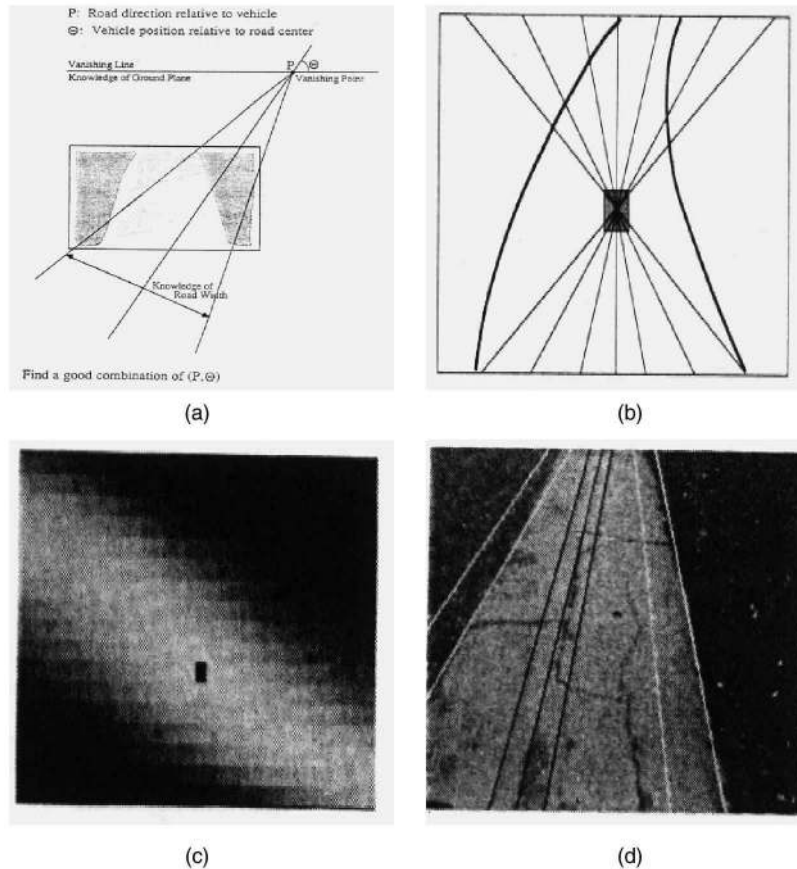 P: Road direction relative to vehicle
Θ: Vehicle position relative to road center
Vanishing Line
P Θ
Knowledge of Ground Plane
Vanishing Point
Knowledge of
Road Width
Find a good combination of (P, Θ)
(a)
(b)
(c)
(d)